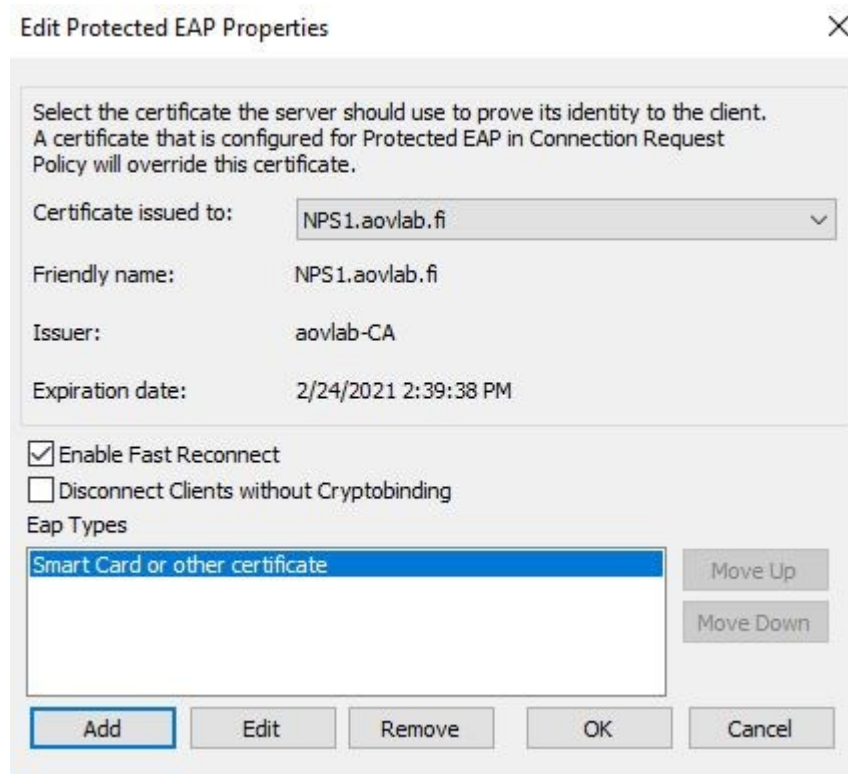 Edit Protected EAP Properties
Select the certificate the server should use to prove its identity to the client.
A certificate that is configured for Protected EAP in Connection Request
Policy will override this certificate.
Certificate issued to: NPS1.aovlab.fi
Friendly name: NPS1.aovlab.fi
Issuer: aovlab-CA
Expiration date: 2/24/2021 2:39:38 PM
Enable Fast Reconnect
Disconnect Clients without Cryptobinding
Eap Types
Smart Card or other certificate
Move Up
Move Down
Add Edit Remove OK Cancel